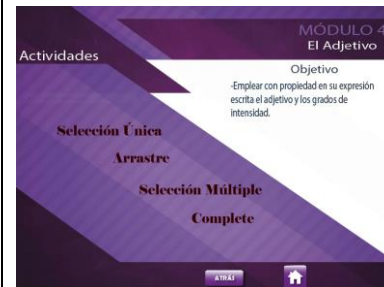 MÓDULO 4
El Adjetivo
Actividades
Objetivo
-Emplear con propiedad en su expresión
escrita el adjetivo y los grados de
intensidad.
Selección Única
Arrastre
Selección Múltiple
Complete
ATRÁS